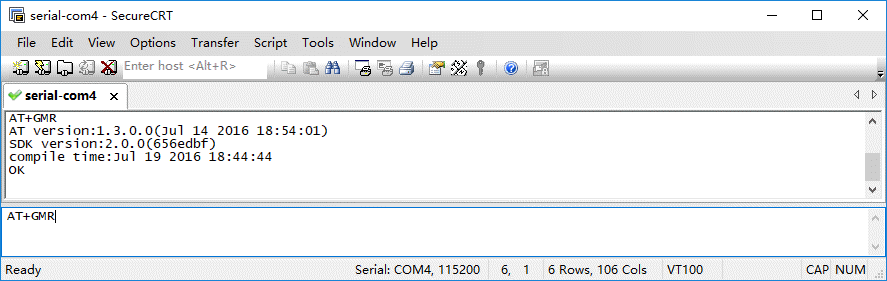 serial-com4 - SecureCRT
File Edit View Options Transfer Script Tools Window Help
Enter host <Alt+R>
serial-com4
AT+GMR
AT version:1.3.0.0(Jul 14 2016 18:54:01)
SDK version:2.0.0(656edbf)
compile time:Jul 19 2016 18:44:44
OK
AT+GMR
Ready Serial: COM4, 115200 6, 1 6 Rows, 106 Cols VT100 CAP NUM